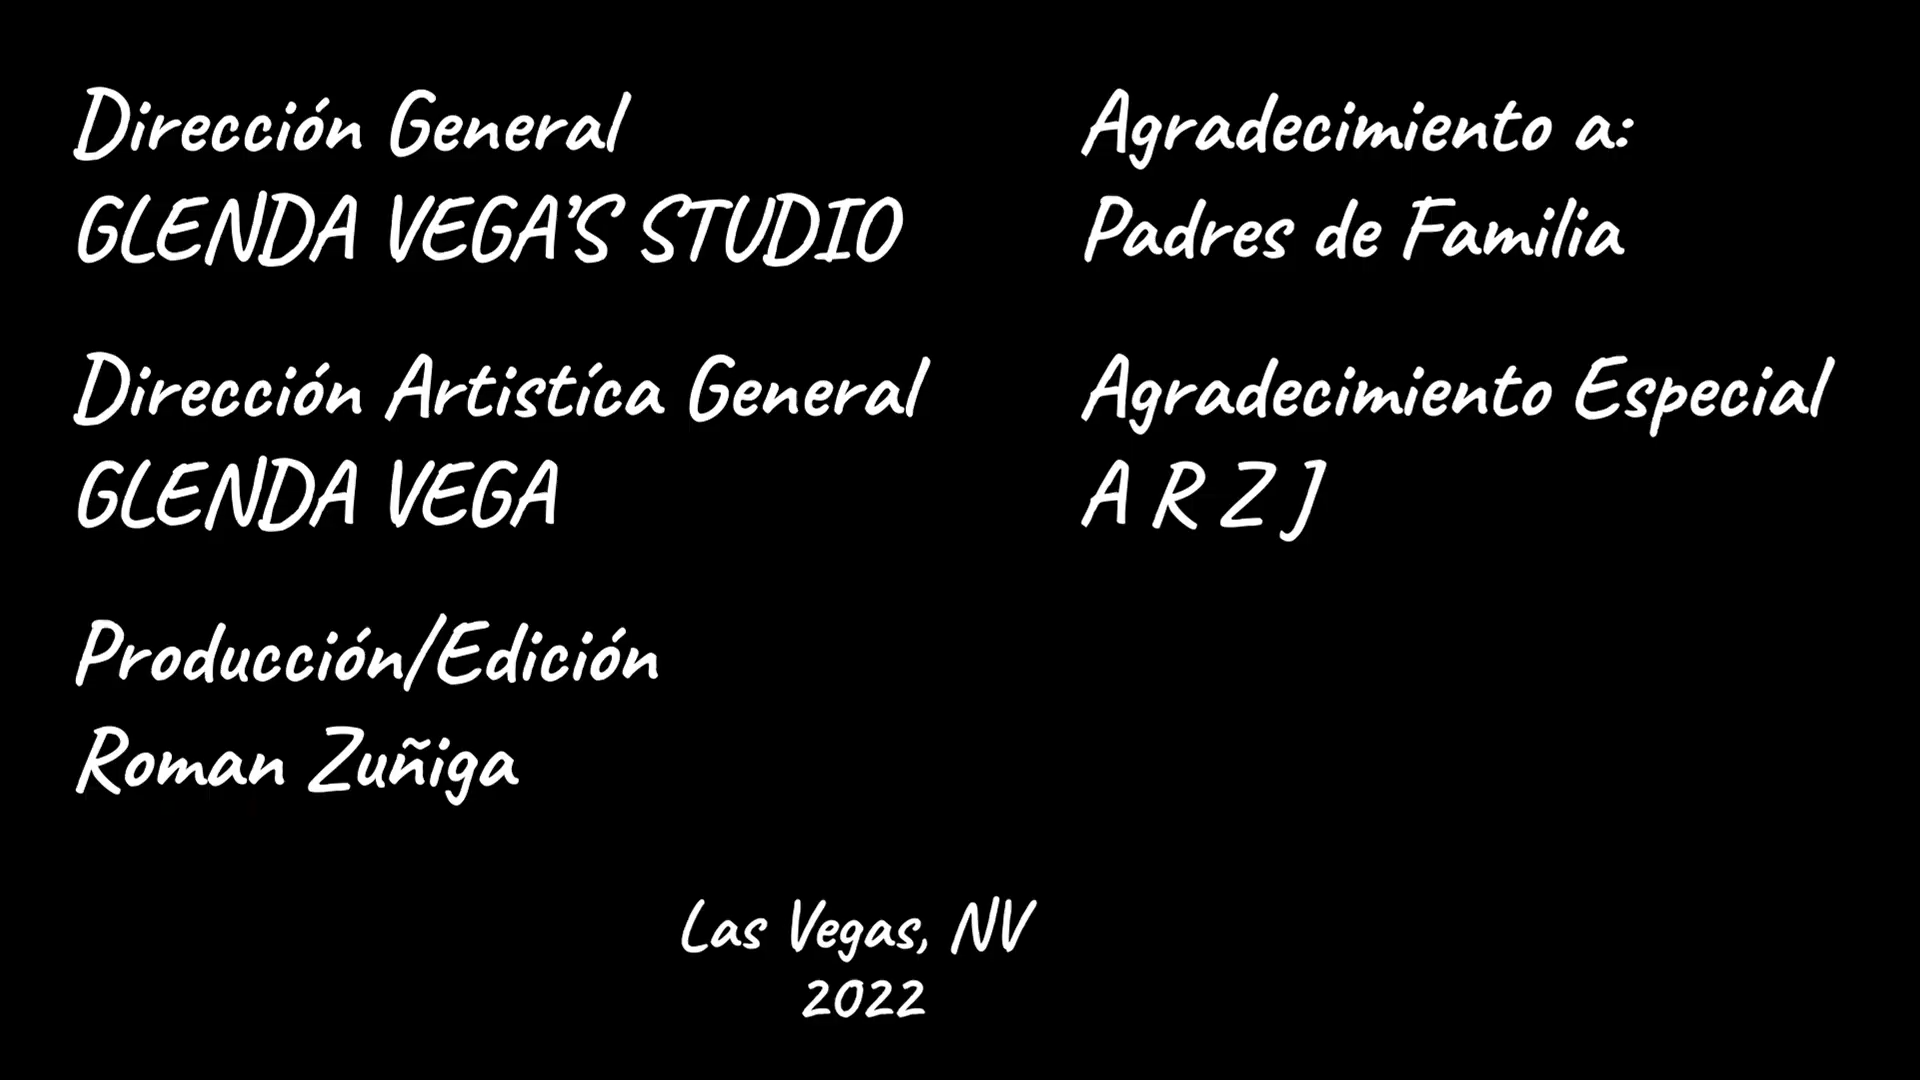 Dirección General
GLENDA VEGA'S STUDIO
Dirección Artistíca General
GLENDA VEGA
Producción/Edición
Roman Zuñiga
Agradecimiento a:
Padres de Familia
Agradecimiento Especial
A R Z J
Las Vegas, NV
2022